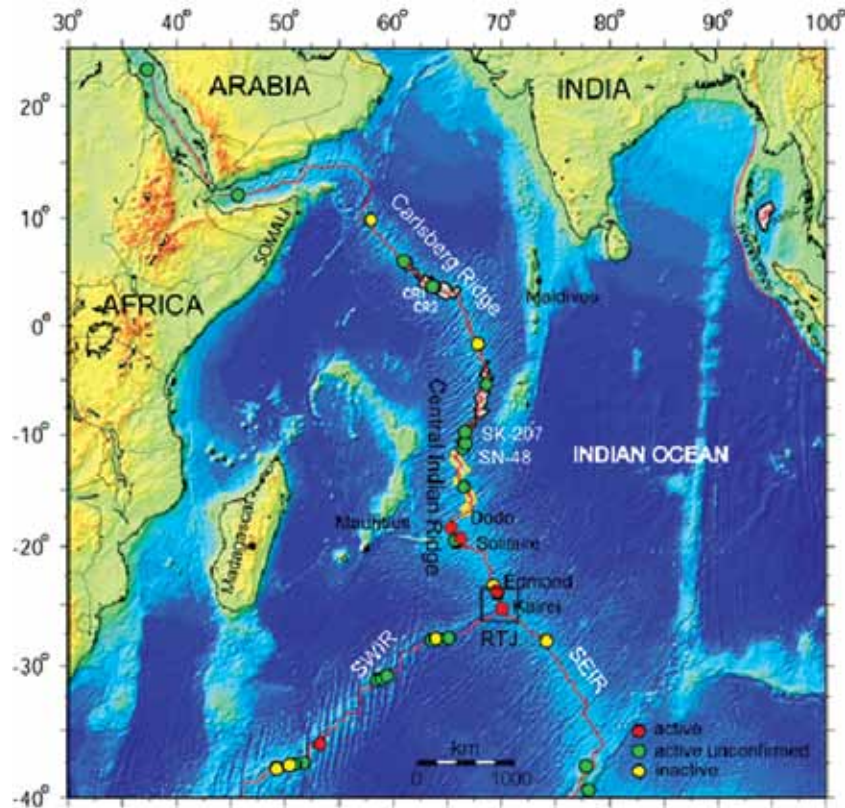 30° 40° 50° 60° 70° 80° 90° 100°
20°
10°
0°
-10°
-20°
-30°
-40°
ARABIA
INDIA
SOMALI
Carlsberg Ridge
AFRICA
CR1
CR2
Maldives
Central Indian Ridge
SK-207
SN-48
INDIAN OCEAN
Madagascar
Mauritius
Dodo
Solitaire
Edmond
Kairei
RTJ
SWIR
SEIR
km
0 1000
active
active unconfirmed
inactive